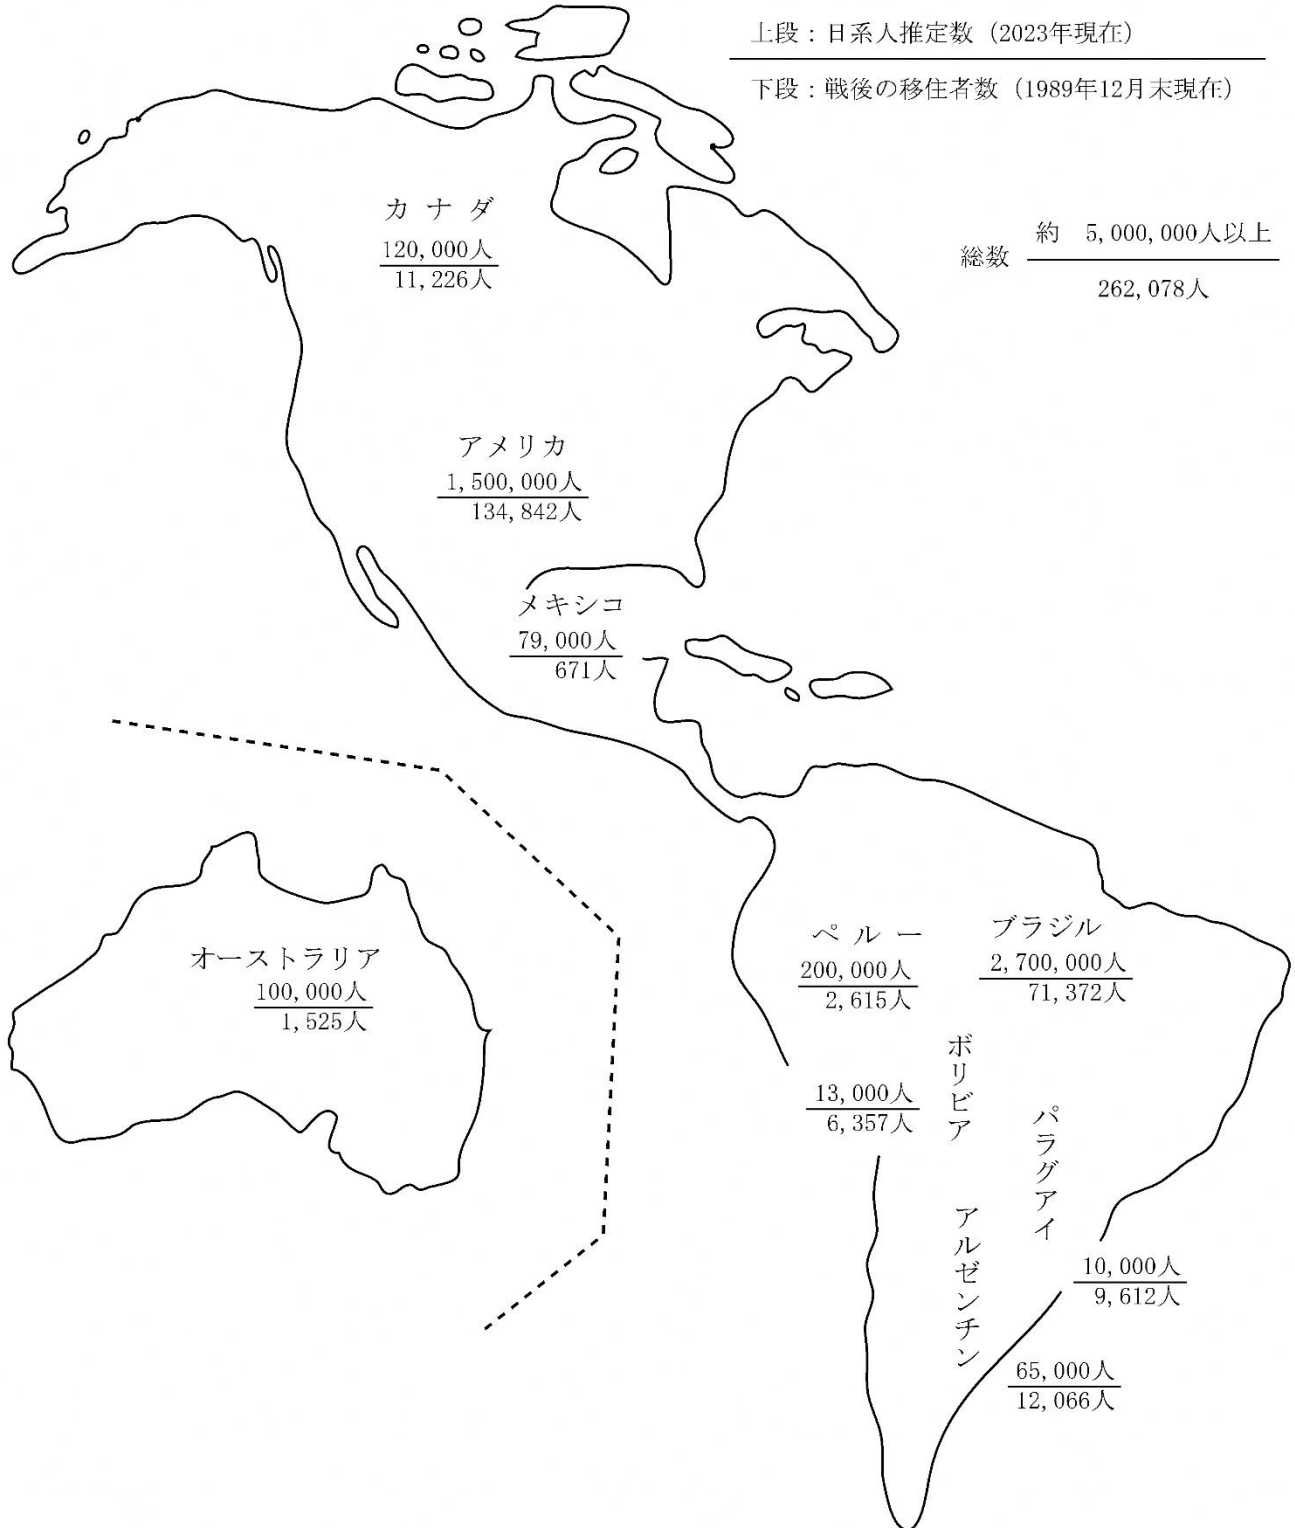 上段：日系人推定数（2023年現在）
下段：戦後の移住者数（1989年12月末現在）
総数
約　5,000,000人以上
262,078人
カナダ
120,000人
11,226人
アメリカ
1,500,000人
134,842人
メキシコ
79,000人
671人
オーストラリア
100,000人
1,525人
ペルー
200,000人
2,615人
ブラジル
2,700,000人
71,372人
ボリビア
13,000人
6,357人
パラグアイ
10,000人
9,612人
アルゼンチン
65,000人
12,066人